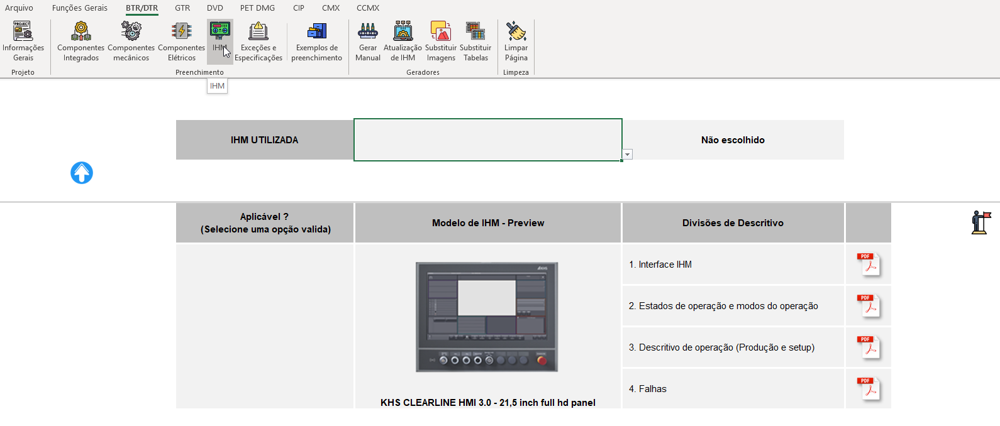 Arquivo Funções Gerais BTR/DTR GTR DVD PET DMG CIP CMX CCMX
PROJECT
Informações Gerais
Componentes Integrados
Componentes mecânicos
Componentes Elétricos
IHM
Exceções e Especificações
Exemplos de preenchimento
Gerar Manual
Atualização de IHM
Substituir Imagens
Substituir Tabelas
Limpar Página
Projeto Preenchimento Geradores Limpeza
IHM
IHM UTILIZADA Não escolhido
Aplicável ?
(Selecione uma opção valida)
Modelo de IHM - Preview
Divisões de Descritivo
KHS
1. Interface IHM
PDF
2. Estados de operação e modos do operação
PDF
3. Descritivo de operação (Produção e setup)
PDF
4. Falhas
PDF
KHS CLEARLINE HMI 3.0 - 21,5 inch full hd panel